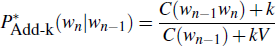 P*Add-k(wn|wn−1) = C(wn−1wn) + k / C(wn−1) + kV